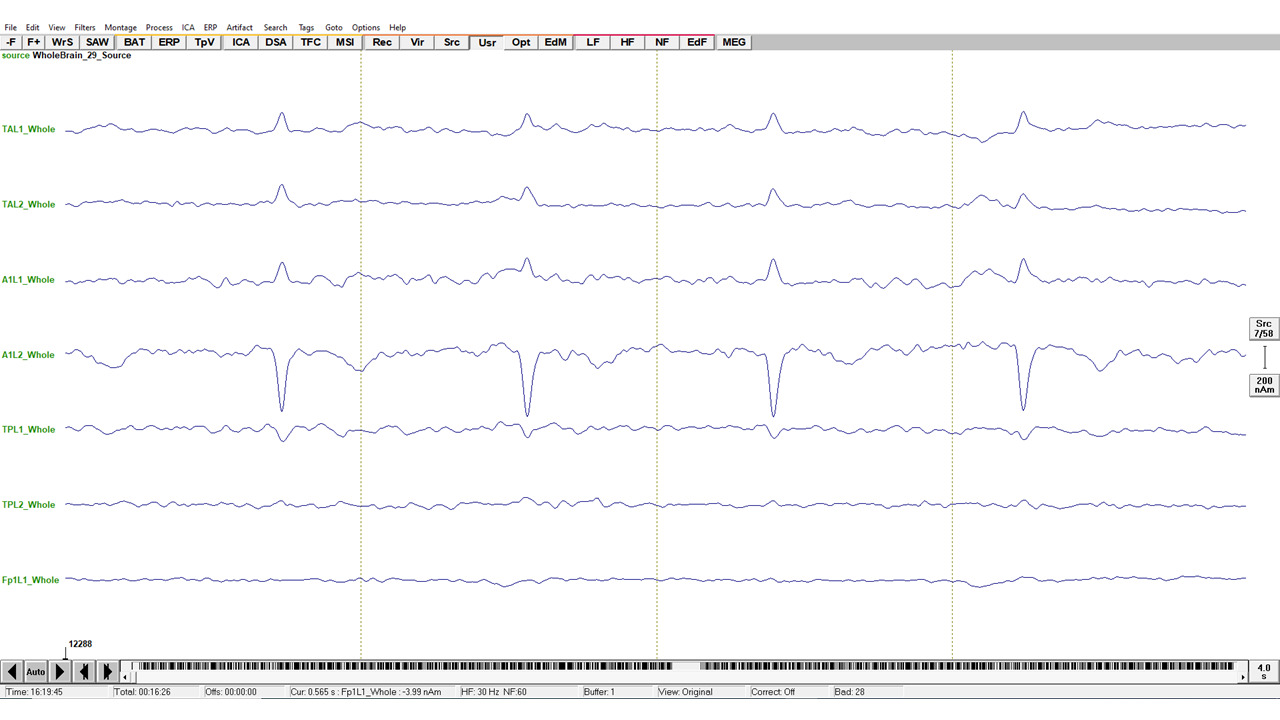 File Edit View Filters Montage Process ICA ERP Artifact Search Tags Goto Options Help
-F F+ WrS SAW BAT ERP TpV ICA DSA TFC MSI Rec Vir Src Usr Opt EdM LF HF NF EdF MEG
source WholeBrain_29_Source
TAL1_Whole
TAL2_Whole
A1L1_Whole
Src
7/58
A1L2_Whole
200
nAm
TPL1_Whole
TPL2_Whole
Fp1L1_Whole
12288
Auto
4.0
s
Time: 16:19:45 Total: 00:16:26 Offs: 00:00:00 Cur: 0.565 s : Fp1L1_Whole : -3.99 nAm HF: 30 Hz NF:60 Buffer: 1 View: Original Correct: Off Bad: 28